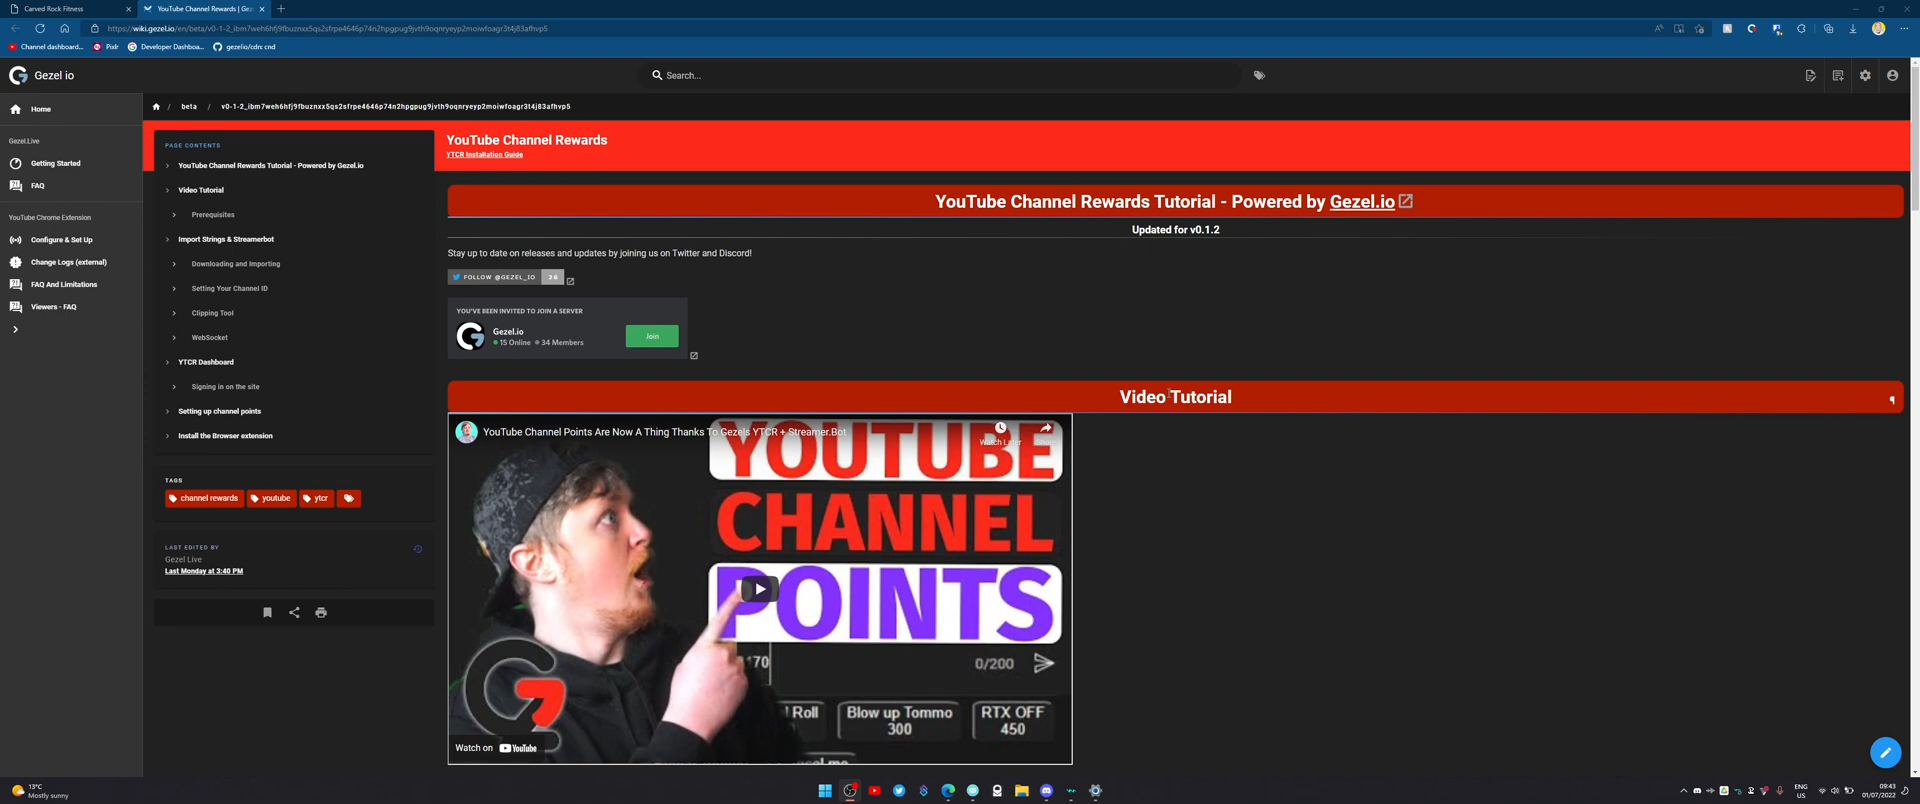 Carved Rock Fitness
YouTube Channel Rewards | Gez
https://wiki.gezel.io/en/beta/v0-1-2_ibm7weh6hfj9fbuznxx5qs2sfrpe4646p74n2hpgpug9jvth9oqnryeyp2moiwfoagr3t4j83afhvp5
Channel dashboard...
Pixlr
Developer Dashboa...
gezelio/cdn: cnd
Gezel io
Search...
Home
beta / v0-1-2_ibm7weh6hfj9fbuznxx5qs2sfrpe4646p74n2hpgpug9jvth9oqnryeyp2moiwfoagr3t4j83afhvp5
Gezel.Live
Getting Started
FAQ
YouTube Chrome Extension
Configure & Set Up
Change Logs (external)
FAQ And Limitations
Viewers - FAQ
PAGE CONTENTS
YouTube Channel Rewards Tutorial - Powered by Gezel.io
Video Tutorial
Prerequisites
Import Strings & Streamerbot
Downloading and Importing
Setting Your Channel ID
Clipping Tool
WebSocket
YTCR Dashboard
Signing in on the site
Setting up channel points
Install the Browser extension
TAGS
channel rewards
youtube
ytcr
LAST EDITED BY
Gezel Live
Last Monday at 3:40 PM
YouTube Channel Rewards
YTCR Installation Guide
YouTube Channel Rewards Tutorial - Powered by Gezel.io
Updated for v0.1.2
Stay up to date on releases and updates by joining us on Twitter and Discord!
FOLLOW @GEZEL_IO 26
YOU'VE BEEN INVITED TO JOIN A SERVER
Gezel.io
15 Online 34 Members
Join
Video Tutorial
¶
YouTube Channel Points Are Now A Thing Thanks To Gezels YTCR + Streamer.Bot
Watch Later
YOUTUBE
CHANNEL
POINTS
170
0/200
Roll
Blow up Tommo
300
RTX OFF
450
Watch on YouTube
13°C
Mostly sunny
ENG
US
09:43
01/07/2022